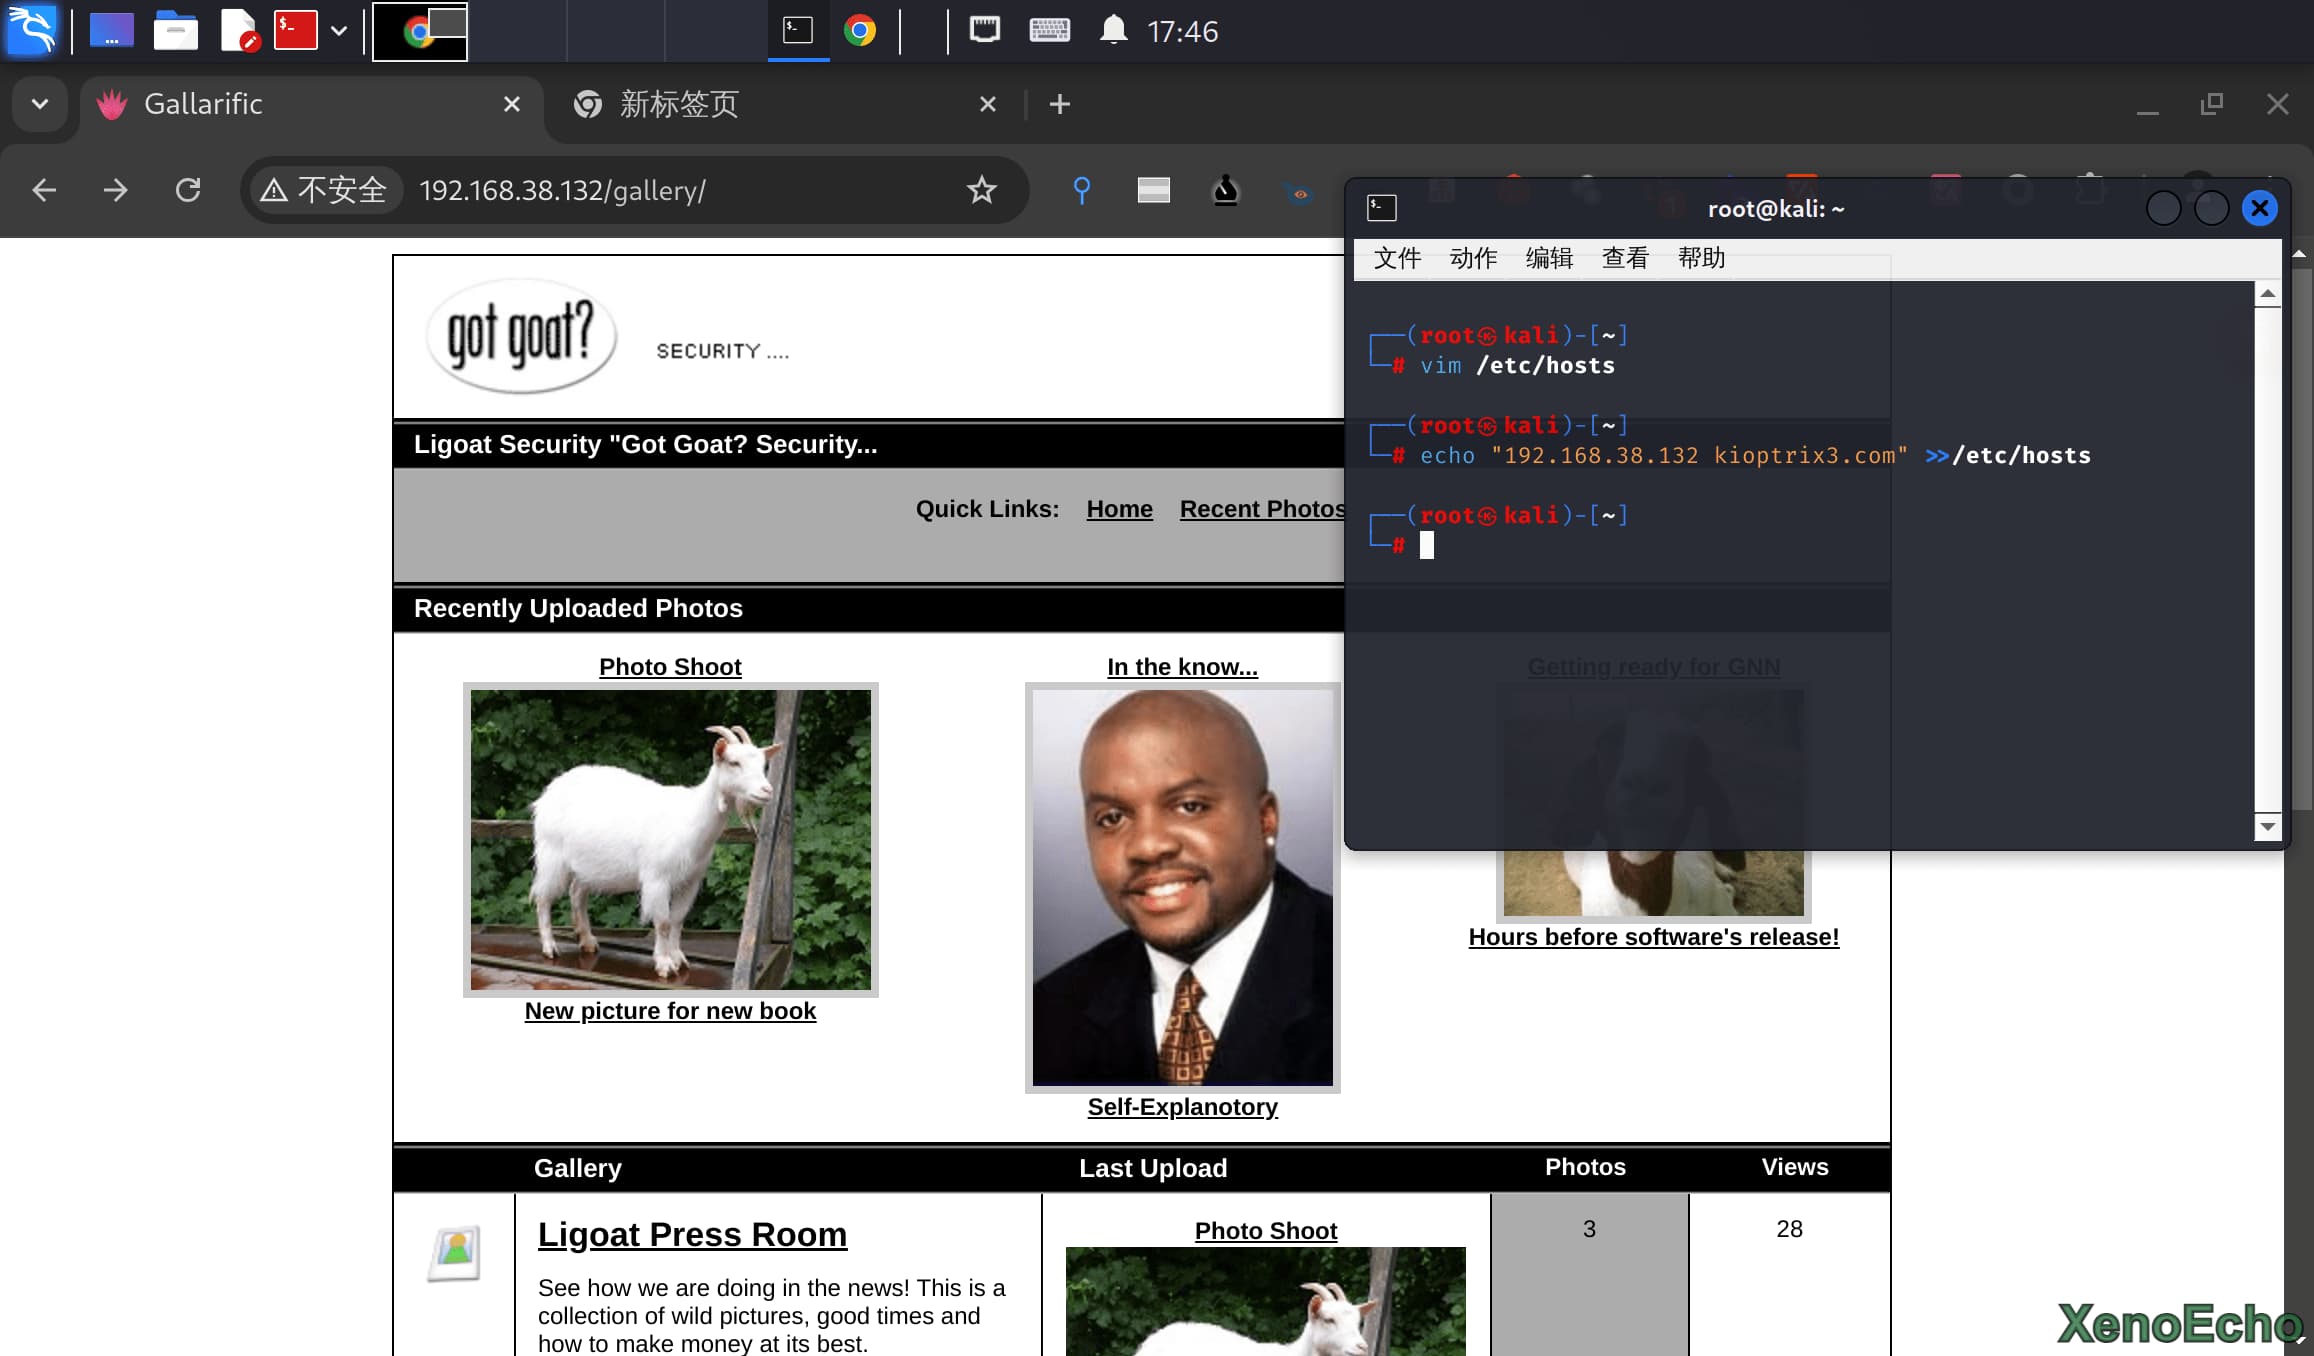 17:46
Gallarific
新标签页
不安全
192.168.38.132/gallery/
got goat?
SECURITY ....
Ligoat Security "Got Goat? Security...
Quick Links: Home Recent Photos
Recently Uploaded Photos
Photo Shoot
In the know...
Getting ready for GNN
New picture for new book
Self-Explanotory
Hours before software's release!
Gallery Last Upload Photos Views
Ligoat Press Room
See how we are doing in the news! This is a
collection of wild pictures, good times and
how to make money at its best.
Photo Shoot
3
28
root@kali: ~
文件 动作 编辑 查看 帮助
┌──(root㉿kali)-[~]
└─# vim /etc/hosts
┌──(root㉿kali)-[~]
└─# echo "192.168.38.132 kioptrix3.com" >>/etc/hosts
┌──(root㉿kali)-[~]
└─#
XenoEcho